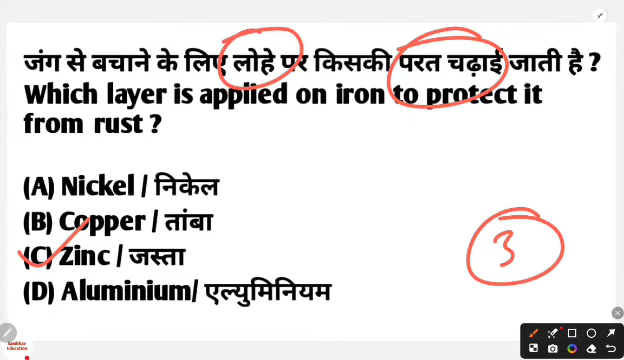 जंग से बचाने के लिए लोहे पर किसकी परत चढ़ाई जाती है ?
Which layer is applied on iron to protect it
from rust ?
(A) Nickel / निकेल
(B) Copper / तांबा
(C) Zinc / जस्ता
(D) Aluminium/ एल्युमिनियम
3
Education